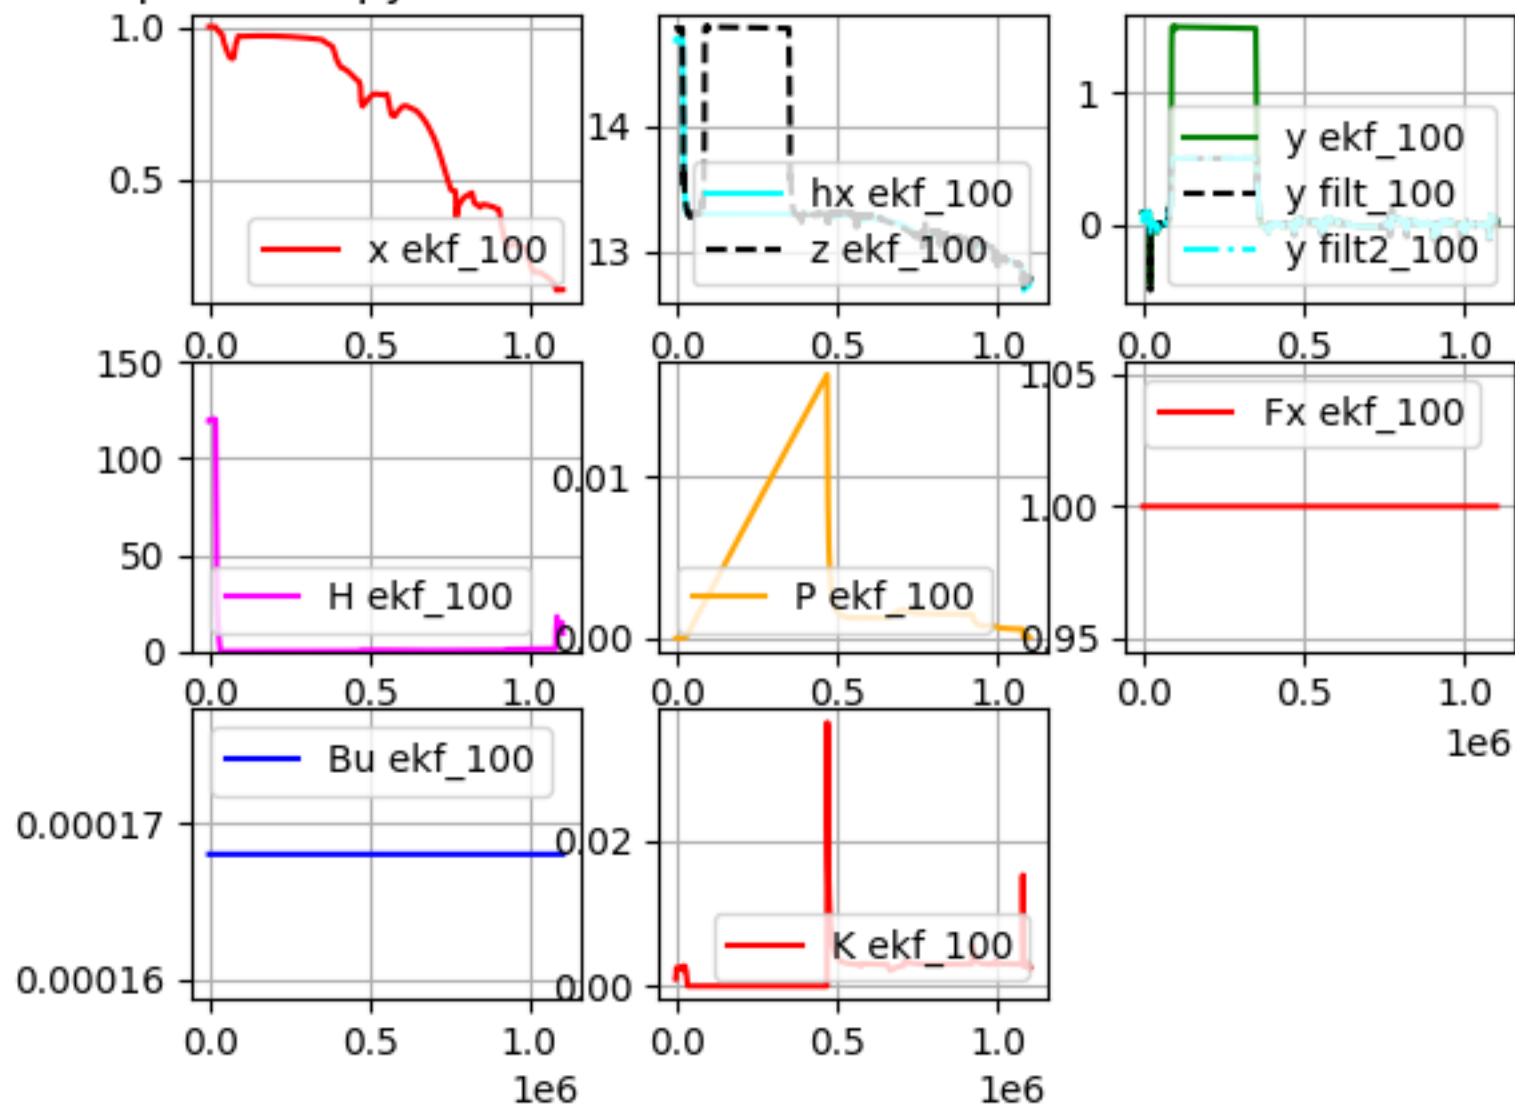 1.0
0.5
x ekf_100
0.0 0.5 1.0
14
13
hx ekf_100
z ekf_100
0.0 0.5 1.0
1
0
y ekf_100
y filt_100
y filt2_100
0.0 0.5 1.0
150
100
50
0
H ekf_100
0.0 0.5 1.0
0.01
0.00
P ekf_100
0.0 0.5 1.0
1.05
1.00
0.95
Fx ekf_100
0.0 0.5 1.0
1e6
0.00017
0.00016
Bu ekf_100
0.0 0.5 1.0
1e6
0.02
0.00
K ekf_100
0.0 0.5 1.0
1e6